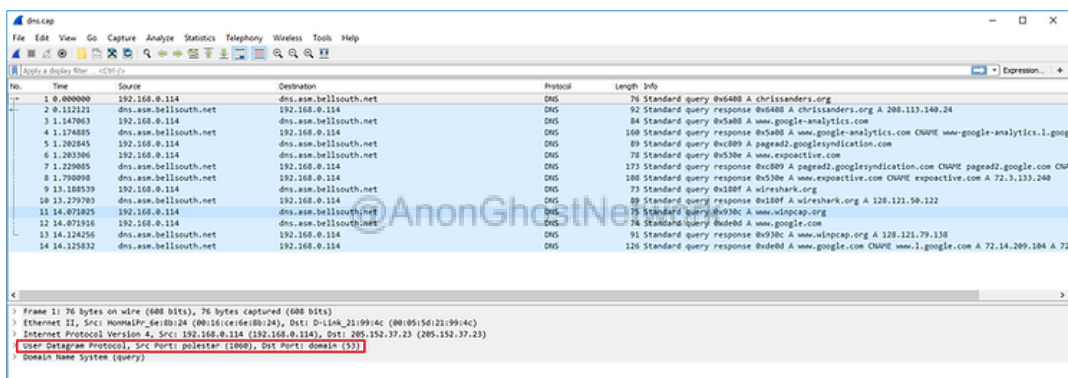 dns.cap
File Edit View Go Capture Analyze Statistics Telephony Wireless Tools Help
Apply a display filter ... <Ctrl-/> Expression... +
No. Time Source Destination Protocol Length Info
1 0.000000 192.168.0.114 dns.asm.bellsouth.net DNS 76 Standard query 0x6408 A chrissanders.org
2 0.112121 dns.asm.bellsouth.net 192.168.0.114 DNS 92 Standard query response 0x6408 A chrissanders.org A 208.113.140.24
3 1.147063 192.168.0.114 dns.asm.bellsouth.net DNS 84 Standard query 0x5a08 A www.google-analytics.com
4 1.174885 dns.asm.bellsouth.net 192.168.0.114 DNS 160 Standard query response 0x5a08 A www.google-analytics.com CNAME www-google-analytics.l.goog
5 1.202845 192.168.0.114 dns.asm.bellsouth.net DNS 89 Standard query 0xc809 A pagead2.googlesyndication.com
6 1.203306 192.168.0.114 dns.asm.bellsouth.net DNS 78 Standard query 0x530e A www.expoactive.com
7 1.229085 dns.asm.bellsouth.net 192.168.0.114 DNS 173 Standard query response 0xc809 A pagead2.googlesyndication.com CNAME pagead2.google.com CNA
8 1.798098 dns.asm.bellsouth.net 192.168.0.114 DNS 108 Standard query response 0x530e A www.expoactive.com CNAME expoactive.com A 72.3.133.240
9 13.188539 192.168.0.114 dns.asm.bellsouth.net DNS 73 Standard query 0x180f A wireshark.org
10 13.279703 dns.asm.bellsouth.net 192.168.0.114 DNS 89 Standard query response 0x180f A wireshark.org A 128.121.50.122
11 14.071025 192.168.0.114 dns.asm.bellsouth.net DNS 75 Standard query 0x930c A www.winpcap.org
12 14.071916 192.168.0.114 dns.asm.bellsouth.net DNS 74 Standard query 0xde0d A www.google.com
13 14.124256 dns.asm.bellsouth.net 192.168.0.114 DNS 91 Standard query response 0x930c A www.winpcap.org A 128.121.79.138
14 14.125832 dns.asm.bellsouth.net 192.168.0.114 DNS 126 Standard query response 0xde0d A www.google.com CNAME www.l.google.com A 72.14.209.104 A 72
Frame 1: 76 bytes on wire (608 bits), 76 bytes captured (608 bits)
Ethernet II, Src: HonHaiPr_6e:8b:24 (00:16:ce:6e:8b:24), Dst: D-Link_21:99:4c (00:05:5d:21:99:4c)
Internet Protocol Version 4, Src: 192.168.0.114 (192.168.0.114), Dst: 205.152.37.23 (205.152.37.23)
User Datagram Protocol, Src Port: polestar (1060), Dst Port: domain (53)
Domain Name System (query)